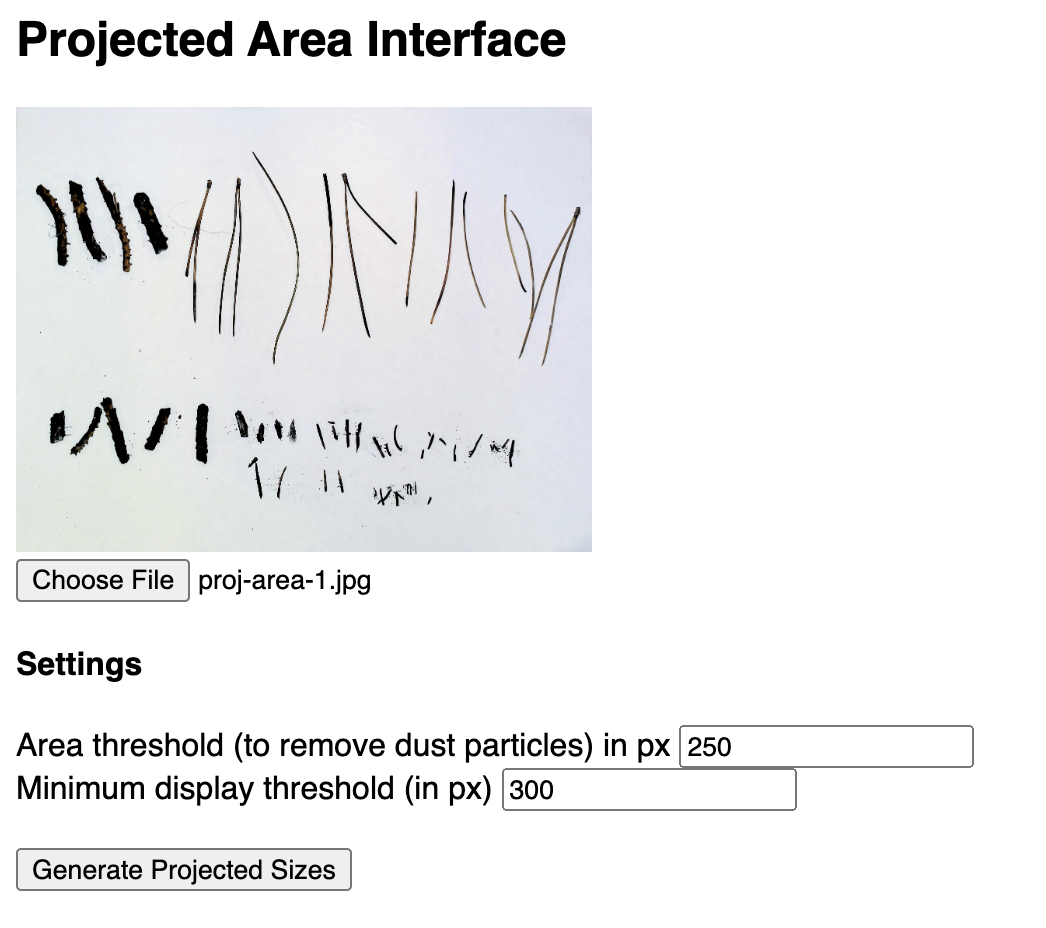 Projected Area Interface
Choose File proj-area-1.jpg
Settings
Area threshold (to remove dust particles) in px 250
Minimum display threshold (in px) 300
Generate Projected Sizes